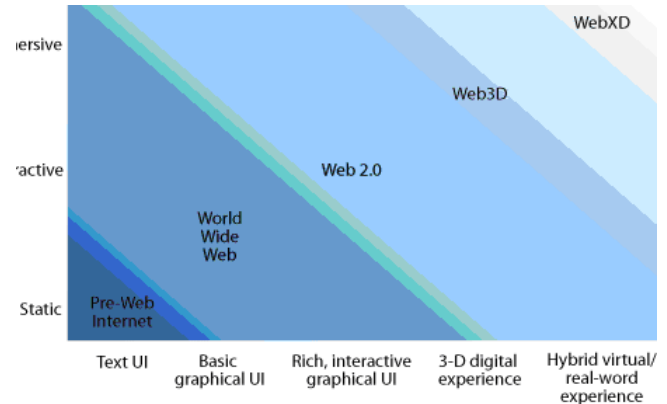 WebXD
ersive
Web3D
ractive
Web 2.0
World
Wide
Web
Static
Pre-Web
Internet
Text UI
Basic
graphical UI
Rich, interactive
graphical UI
3-D digital
experience
Hybrid virtual/
real-word
experience